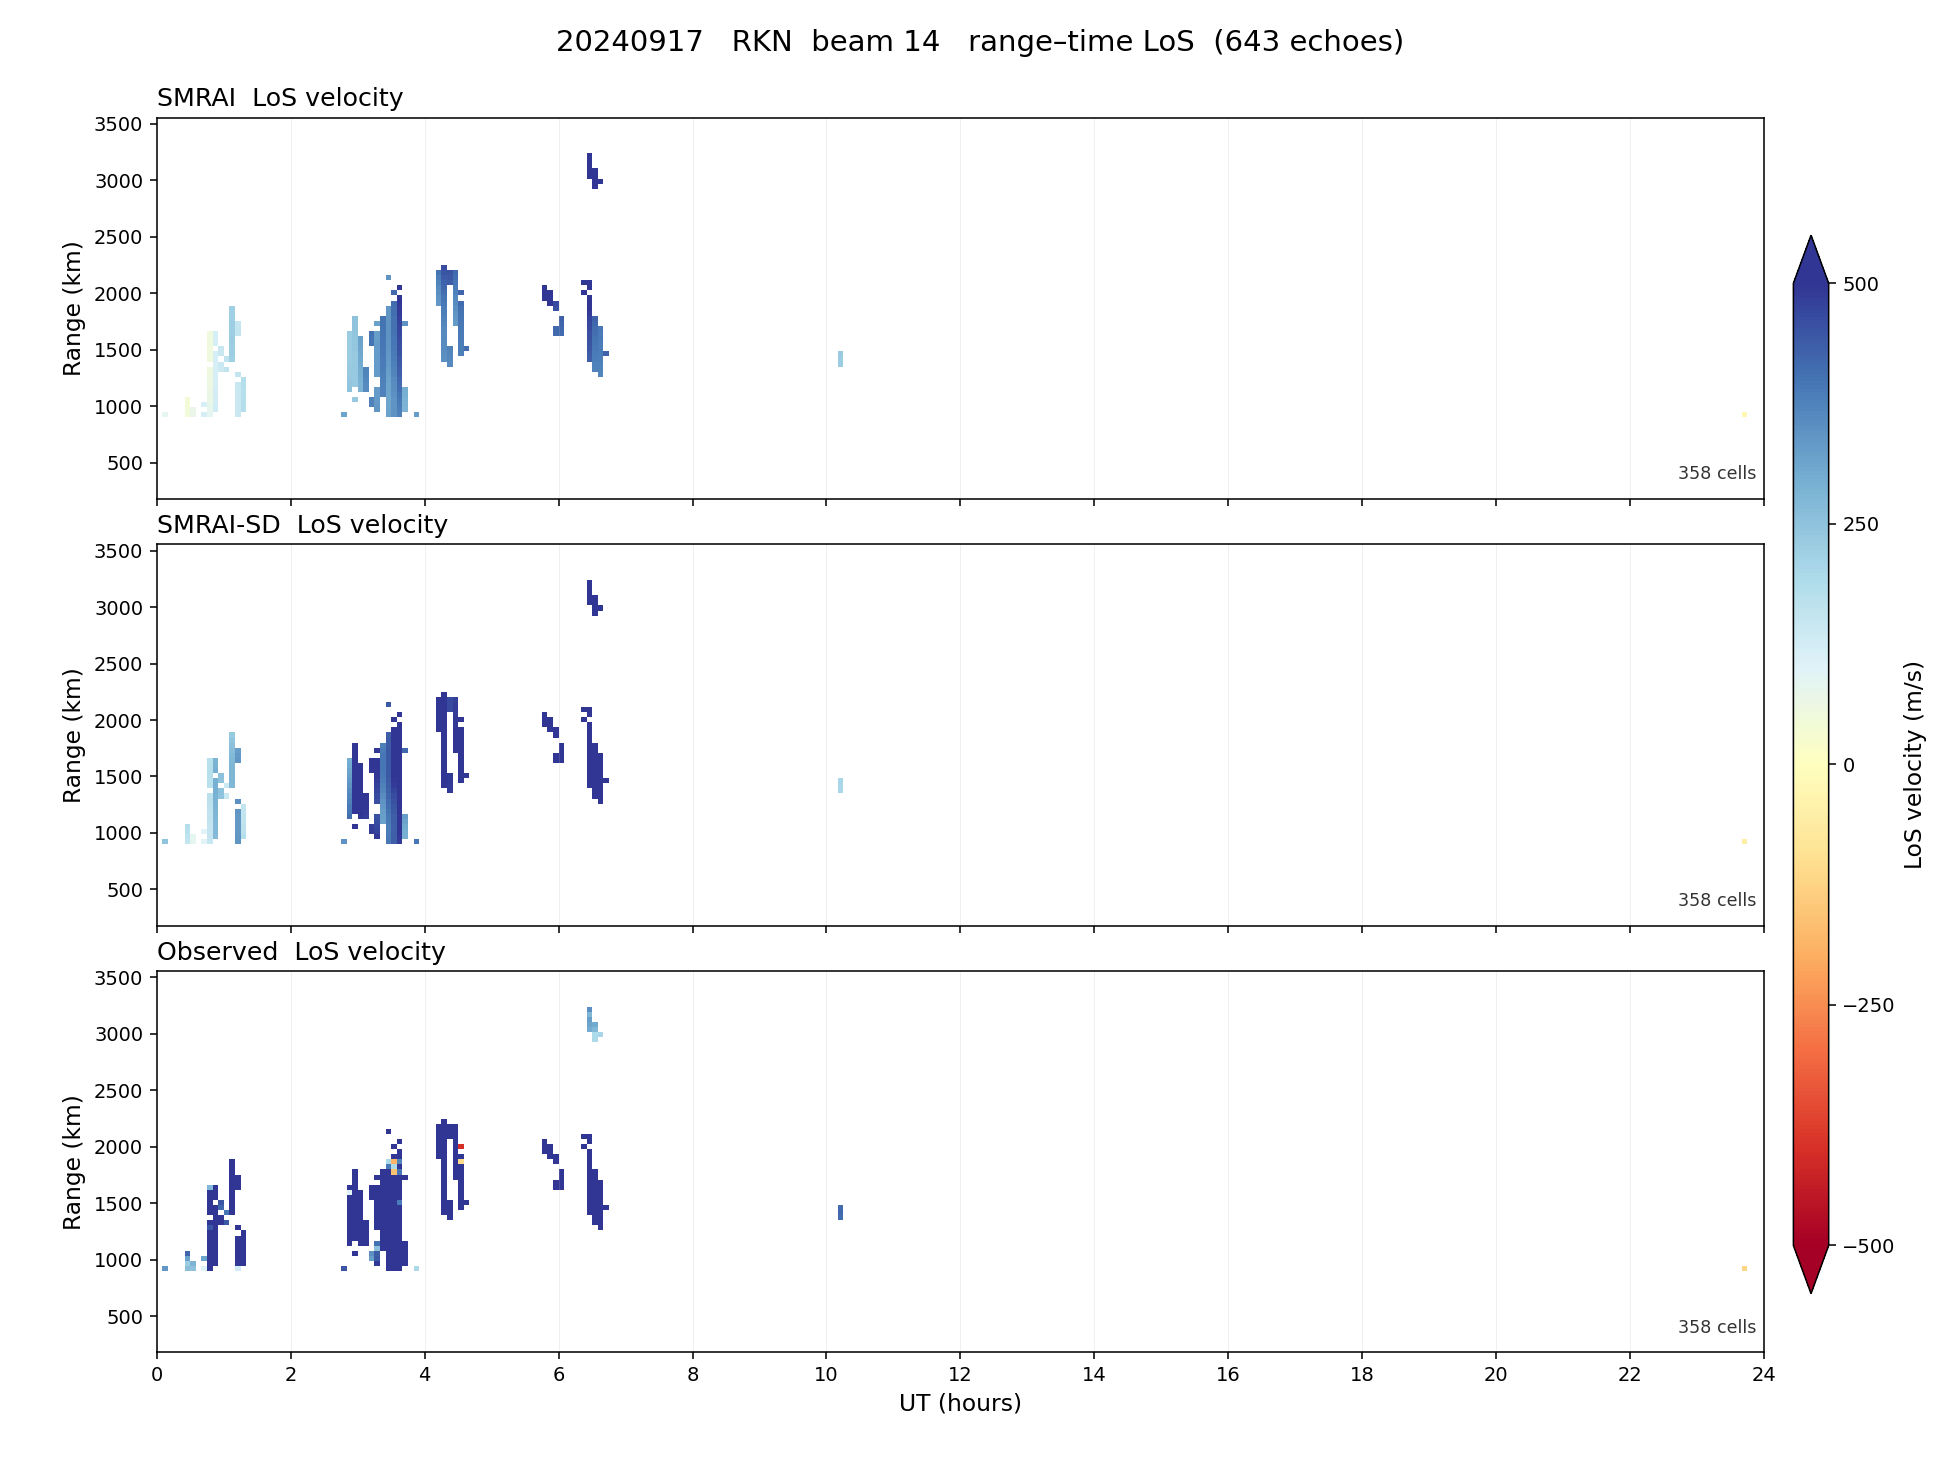 20240917   RKN  beam 14   range–time LoS  (643 echoes)
SMRAI  LoS velocity
3500
3000
2500
2000
1500
1000
500
Range (km)
358 cells
SMRAI-SD  LoS velocity
3500
3000
2500
2000
1500
1000
500
Range (km)
358 cells
Observed  LoS velocity
3500
3000
2500
2000
1500
1000
500
Range (km)
358 cells
0 2 4 6 8 10 12 14 16 18 20 22 24
UT (hours)
500
250
0
−250
−500
LoS velocity (m/s)